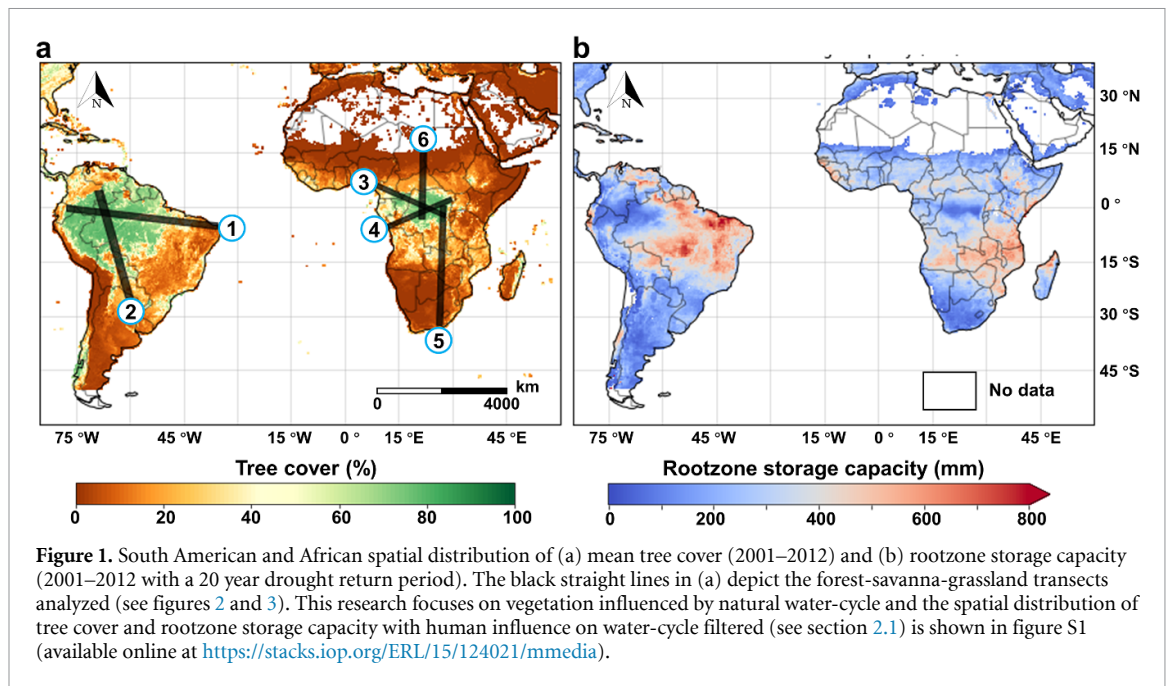 a
b
N
N
6
3
4
1
2
5
km
0 4000
30 °N
15 °N
0 °
15 °S
30 °S
45 °S
No data
75 °W 45 °W 15 °W 0 ° 15 °E 45 °E
75 °W 45 °W 15 °W 0 ° 15 °E 45 °E
Tree cover (%)
0 20 40 60 80 100
Rootzone storage capacity (mm)
0 200 400 600 800
Figure 1. South American and African spatial distribution of (a) mean tree cover (2001–2012) and (b) rootzone storage capacity
(2001–2012 with a 20 year drought return period). The black straight lines in (a) depict the forest-savanna-grassland transects
analyzed (see figures 2 and 3). This research focuses on vegetation influenced by natural water-cycle and the spatial distribution of
tree cover and rootzone storage capacity with human influence on water-cycle filtered (see section 2.1) is shown in figure S1
(available online at https://stacks.iop.org/ERL/15/124021/mmedia).